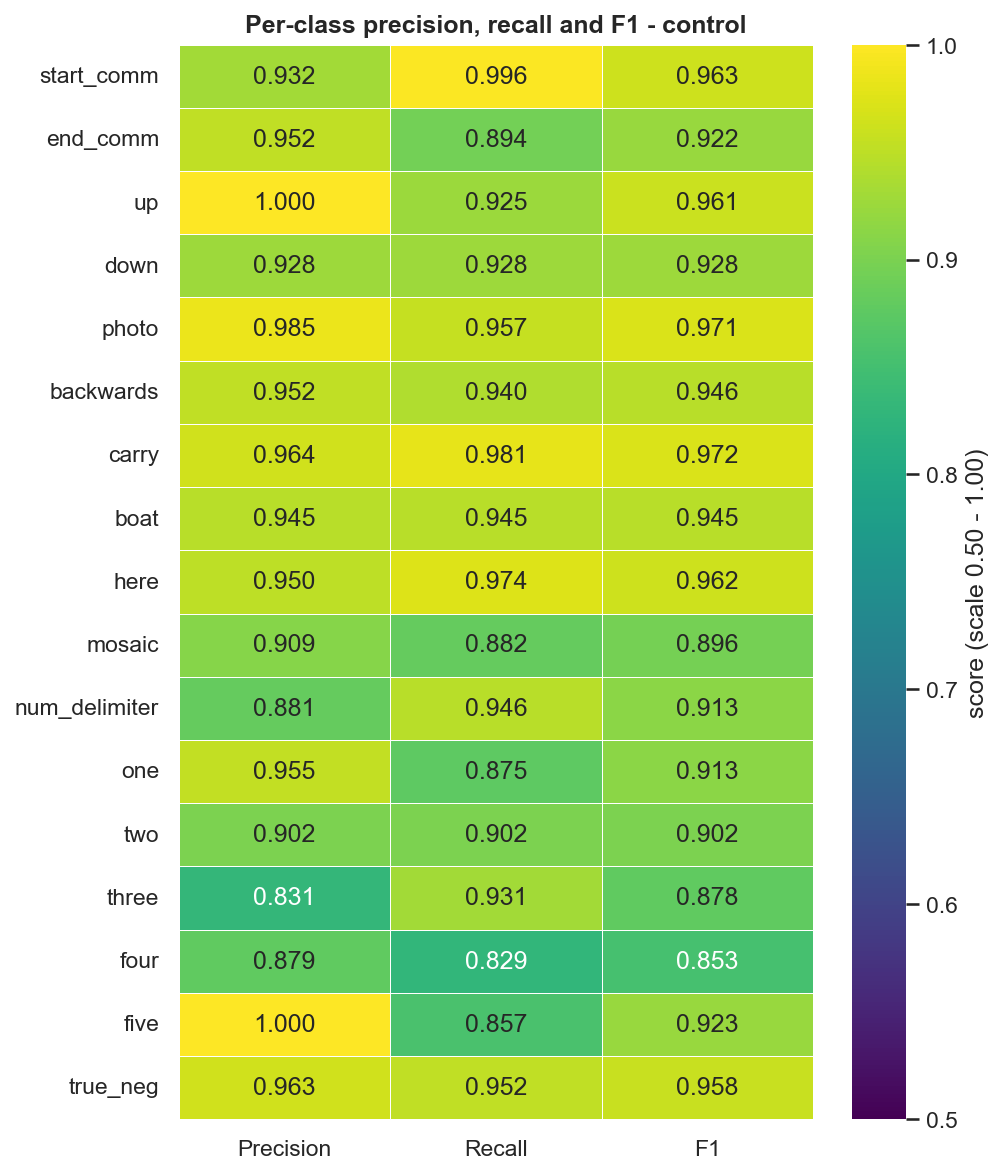 Per-class precision, recall and F1 - control
start_comm 0.932 0.996 0.963
end_comm 0.952 0.894 0.922
up 1.000 0.925 0.961
down 0.928 0.928 0.928
photo 0.985 0.957 0.971
backwards 0.952 0.940 0.946
carry 0.964 0.981 0.972
boat 0.945 0.945 0.945
here 0.950 0.974 0.962
mosaic 0.909 0.882 0.896
num_delimiter 0.881 0.946 0.913
one 0.955 0.875 0.913
two 0.902 0.902 0.902
three 0.831 0.931 0.878
four 0.879 0.829 0.853
five 1.000 0.857 0.923
true_neg 0.963 0.952 0.958
Precision Recall F1
1.0
0.9
0.8
0.7
0.6
0.5
score (scale 0.50 - 1.00)